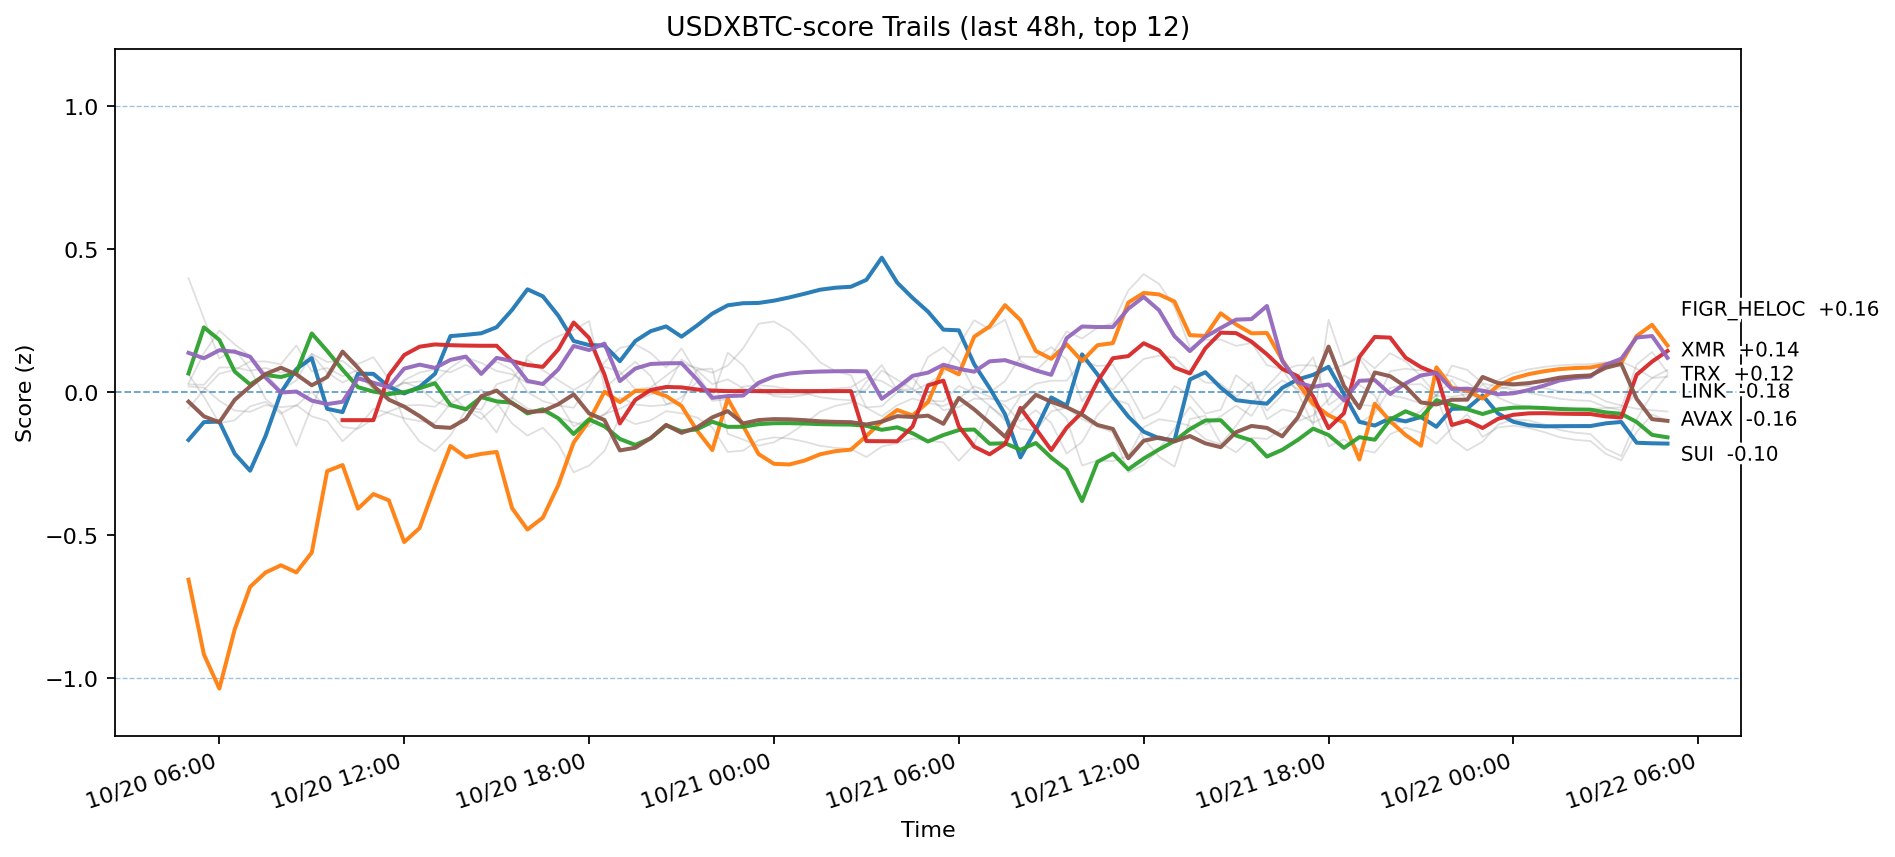 USDXBTC-score Trails (last 48h, top 12)
Score (z)
1.0
0.5
0.0
−0.5
−1.0
FIGR_HELOC +0.16
XMR +0.14
TRX +0.12
LINK -0.18
AVAX -0.16
SUI -0.10
10/20 06:00
10/20 12:00
10/20 18:00
10/21 00:00
10/21 06:00
10/21 12:00
10/21 18:00
10/22 00:00
10/22 06:00
Time